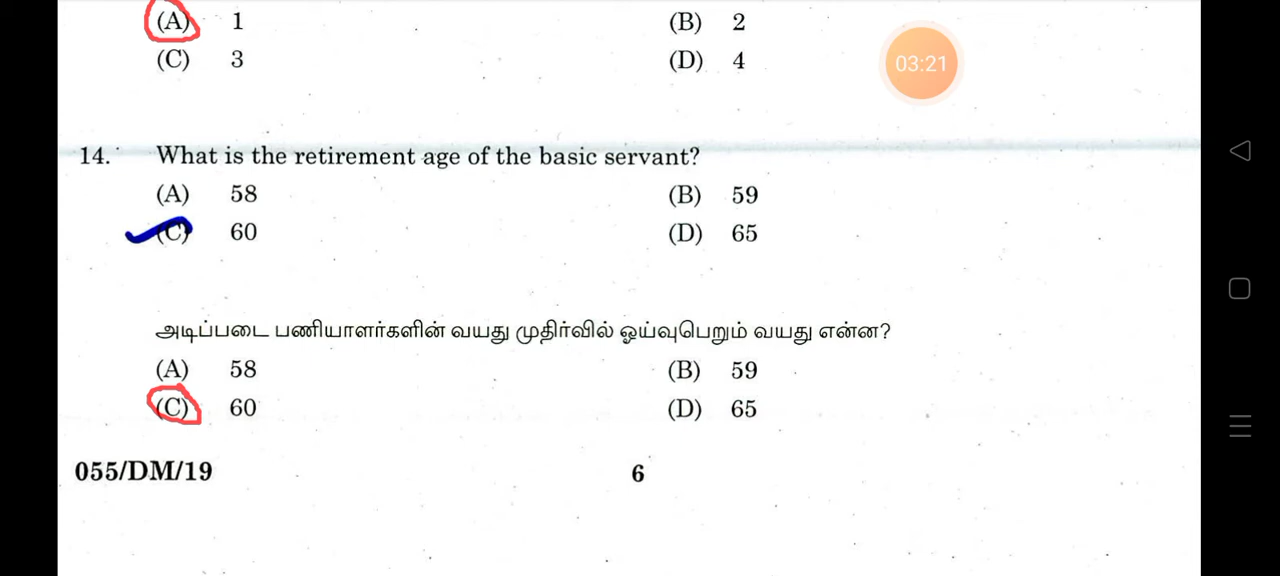 (A) 1 (B) 2
(C) 3 (D) 4
03:21
14. What is the retirement age of the basic servant?
(A) 58 (B) 59
(C) 60 (D) 65
அடிப்படை பணியாளர்களின் வயது முதிர்வில் ஓய்வுபெறும் வயது என்ன?
(A) 58 (B) 59
(C) 60 (D) 65
055/DM/19 6